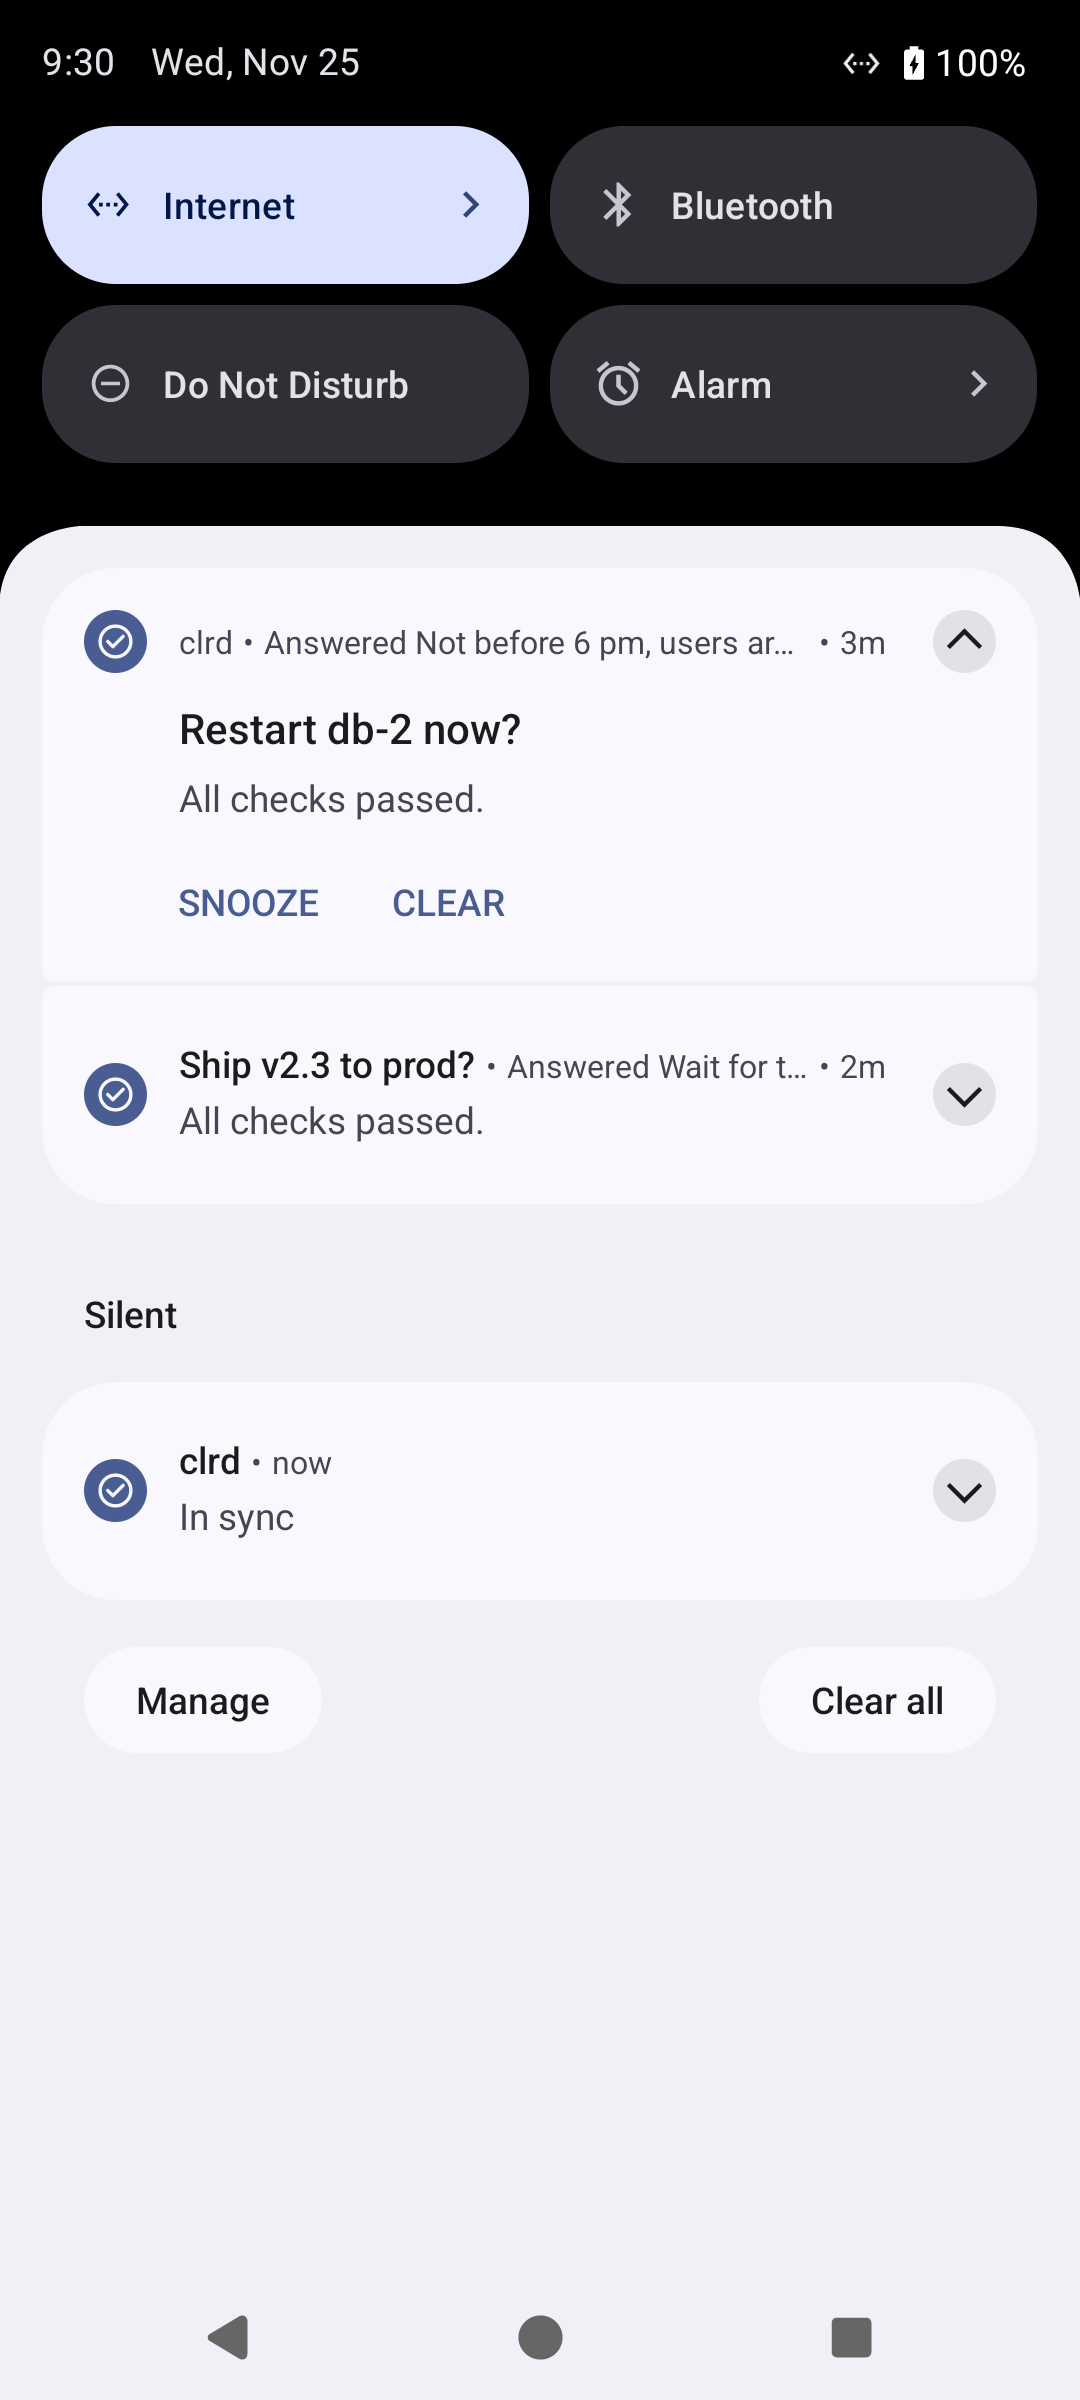 9:30 Wed, Nov 25 100%
Internet
Bluetooth
Do Not Disturb
Alarm
clrd • Answered Not before 6 pm, users ar… • 3m
Restart db-2 now?
All checks passed.
SNOOZE CLEAR
Ship v2.3 to prod? • Answered Wait for t… • 2m
All checks passed.
Silent
clrd • now
In sync
Manage
Clear all